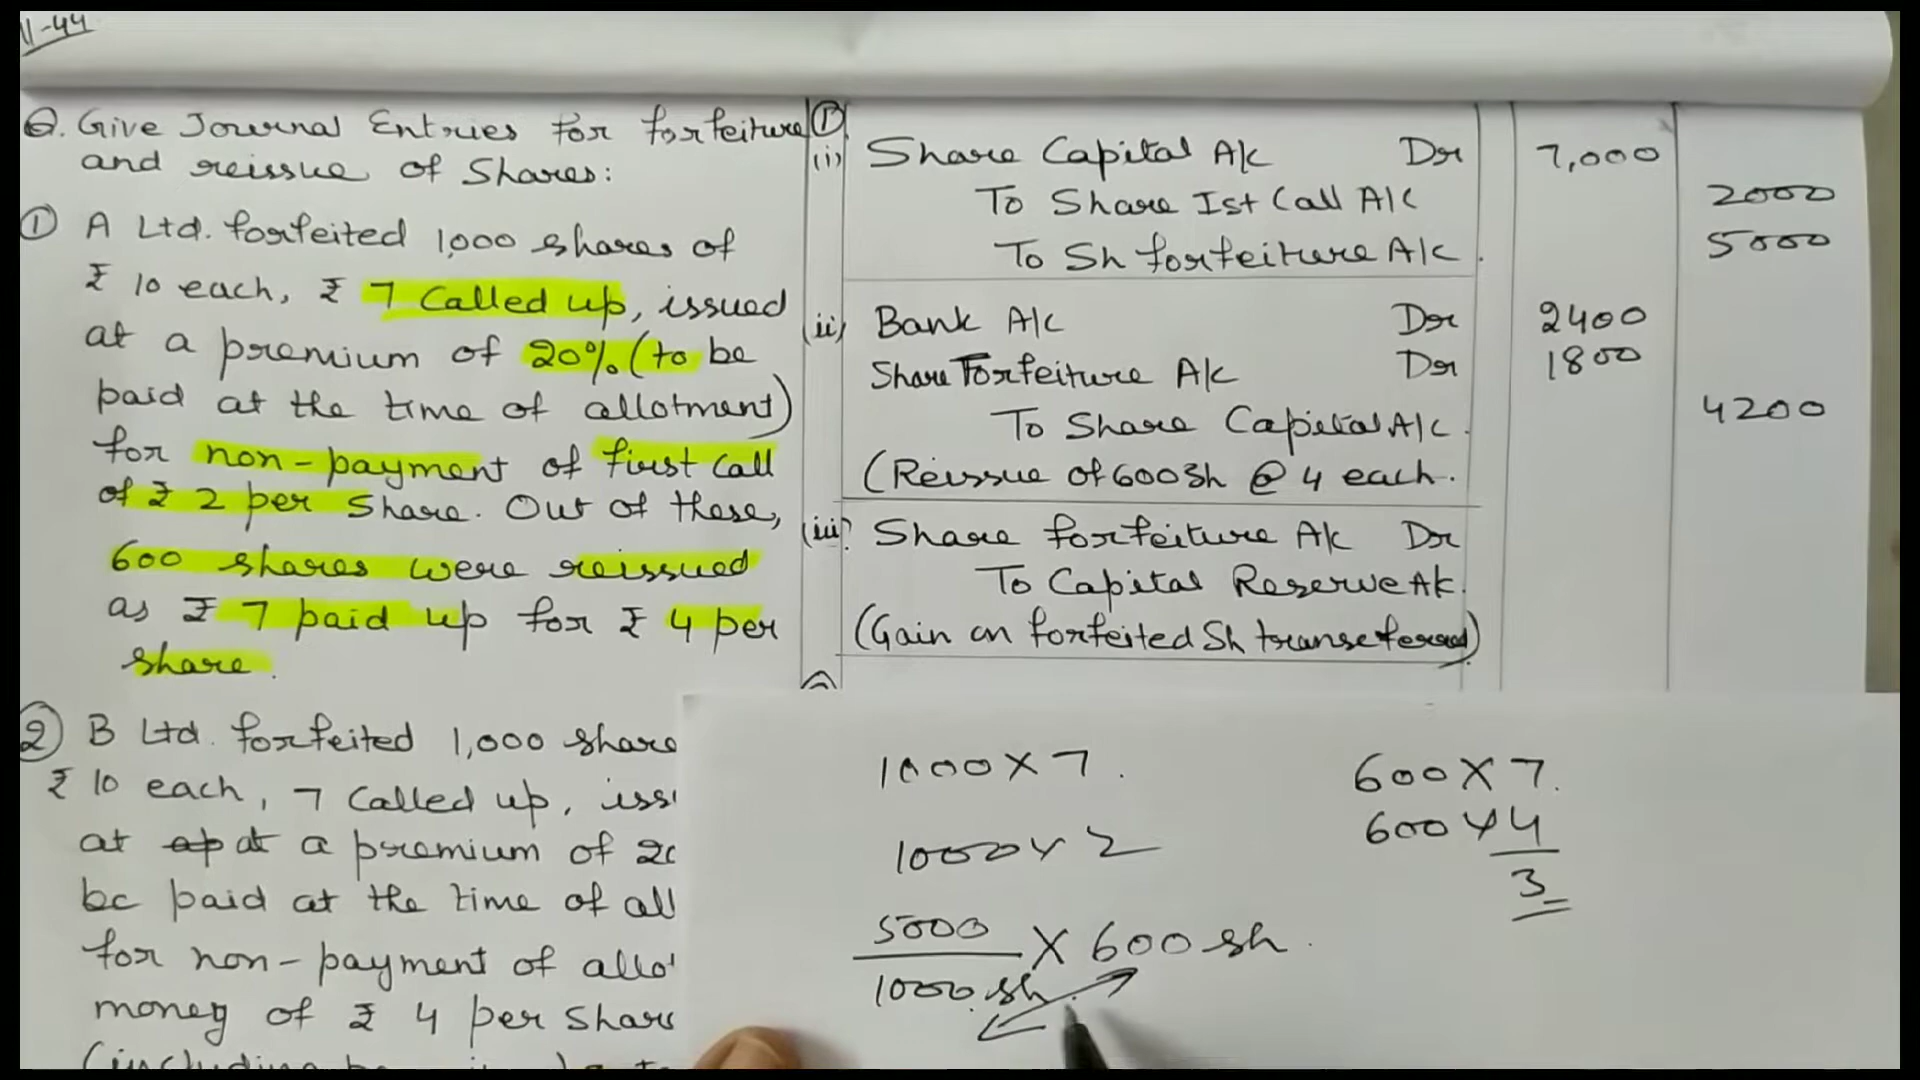 V-44
Q. Give Journal Entries for forfeiture
and reissue of Shares:
① A Ltd. forfeited 1,000 shares of
₹ 10 each, ₹ 7 Called up, issued
at a premium of 20% (to be
paid at the time of allotment)
for non-payment of first call
of ₹ 2 per Share. Out of these,
600 shares were reissued
as ₹ 7 paid up for ₹ 4 per
share.
② B Ltd. forfeited 1,000 share
₹ 10 each, 7 Called up, iss
at a premium of 20
be paid at the time of all
for non-payment of allo
money of ₹ 4 per Shar
①
(i) Share Capital A/c Dr 7,000
To Share Ist Call A/c 2000
To Sh forfeiture A/c. 5000
(ii) Bank A/c Dr 2400
Share Forfeiture A/c Dr 1800
To Share Capital A/c. 4200
(Reissue of 600 Sh @ 4 each.
(iii) Share forfeiture A/c Dr
To Capital Reserve A/c.
(Gain on forfeited Sh transeferred)
1000 X 7.
1000 X 2
5000
1000 sh X 600 sh.
600 X 7.
600 X 4
3